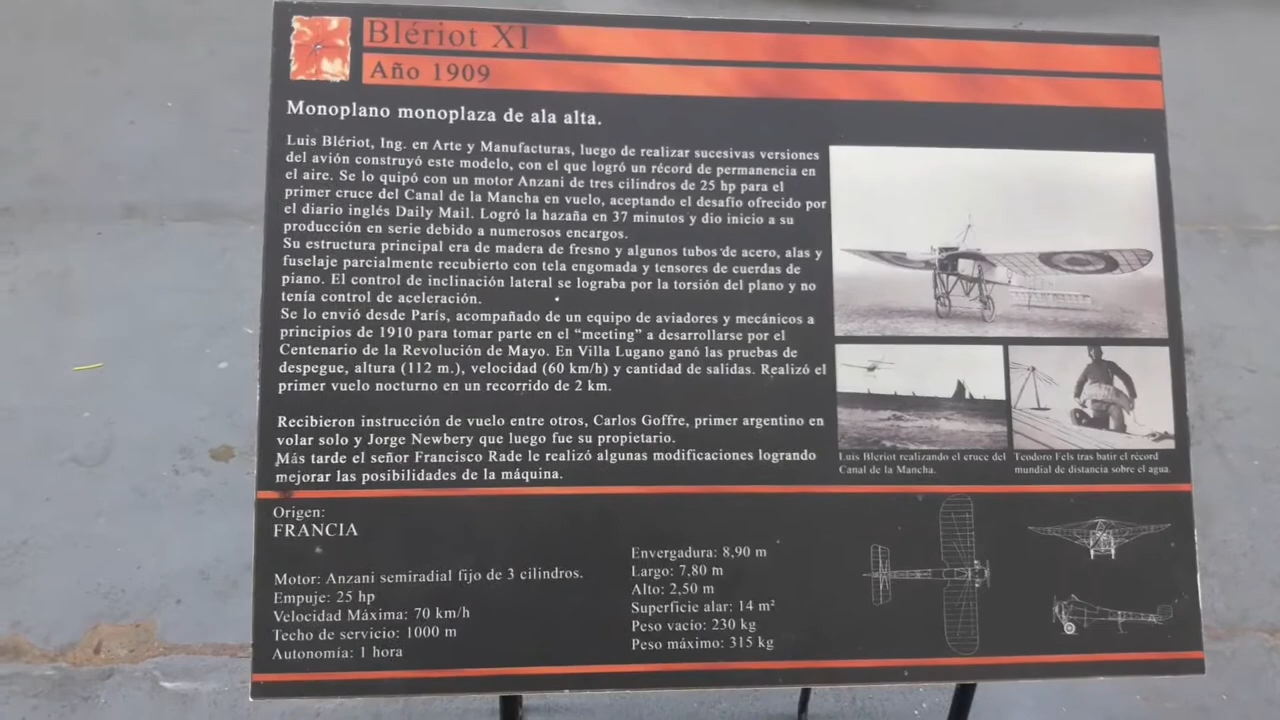 Blériot XI
Año 1909
Monoplano monoplaza de ala alta.
Luis Blériot, Ing. en Arte y Manufacturas, luego de realizar sucesivas versiones
del avión construyó este modelo, con el que logró un récord de permanencia en
el aire. Se lo quipó con un motor Anzani de tres cilindros de 25 hp para el
primer cruce del Canal de la Mancha en vuelo, aceptando el desafío ofrecido por
el diario inglés Daily Mail. Logró la hazaña en 37 minutos y dio inicio a su
producción en serie debido a numerosos encargos.
Su estructura principal era de madera de fresno y algunos tubos de acero, alas y
fuselaje parcialmente recubierto con tela engomada y tensores de cuerdas de
piano. El control de inclinación lateral se lograba por la torsión del plano y no
tenía control de aceleración.
Se lo envió desde París, acompañado de un equipo de aviadores y mecánicos a
principios de 1910 para tomar parte en el “meeting” a desarrollarse por el
Centenario de la Revolución de Mayo. En Villa Lugano ganó las pruebas de
despegue, altura (112 m.), velocidad (60 km/h) y cantidad de salidas. Realizó el
primer vuelo nocturno en un recorrido de 2 km.
Recibieron instrucción de vuelo entre otros, Carlos Goffre, primer argentino en
volar solo y Jorge Newbery que luego fue su propietario.
Más tarde el señor Francisco Rade le realizó algunas modificaciones logrando
mejorar las posibilidades de la máquina.
Luis Bleriot realizando el cruce del
Canal de la Mancha.
Teodoro Fels tras batir el récord
mundial de distancia sobre el agua.
Origen:
FRANCIA
Motor: Anzani semiradial fijo de 3 cilindros.
Empuje: 25 hp
Velocidad Máxima: 70 km/h
Techo de servicio: 1000 m
Autonomía: 1 hora
Envergadura: 8,90 m
Largo: 7,80 m
Alto: 2,50 m
Superficie alar: 14 m²
Peso vacío: 230 kg
Peso máximo: 315 kg